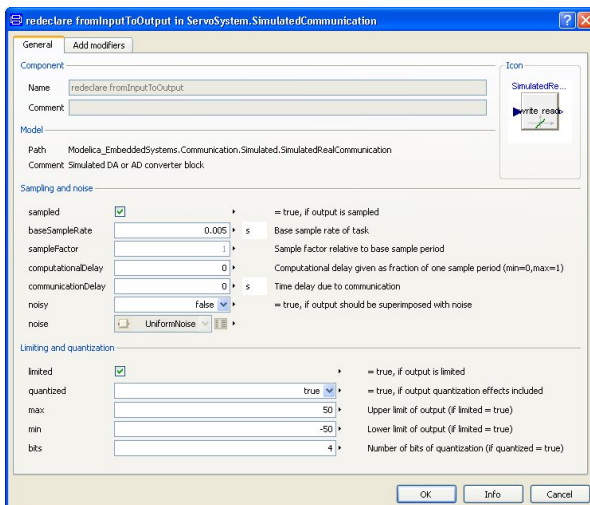 redeclare fromInputToOutput in ServoSystem.SimulatedCommunication
General Add modifiers
Component
Icon
Name redeclare fromInputToOutput
SimulatedRe...
Comment
write read
Model
Path Modelica_EmbeddedSystems.Communication.Simulated.SimulatedRealCommunication
Comment Simulated DA or AD converter block
Sampling and noise
sampled = true, if output is sampled
baseSampleRate 0.005 s Base sample rate of task
sampleFactor 1 Sample factor relative to base sample period
computationalDelay 0 Computational delay given as fraction of one sample period (min=0,max=1)
communicationDelay 0 s Time delay due to communication
noisy false = true, if output should be superimposed with noise
noise UniformNoise
Limiting and quantization
limited = true, if output is limited
quantized true = true, if output quantization effects included
max 50 Upper limit of output (if limited = true)
min -50 Lower limit of output (if limited = true)
bits 4 Number of bits of quantization (if quantized = true)
OK Info Cancel